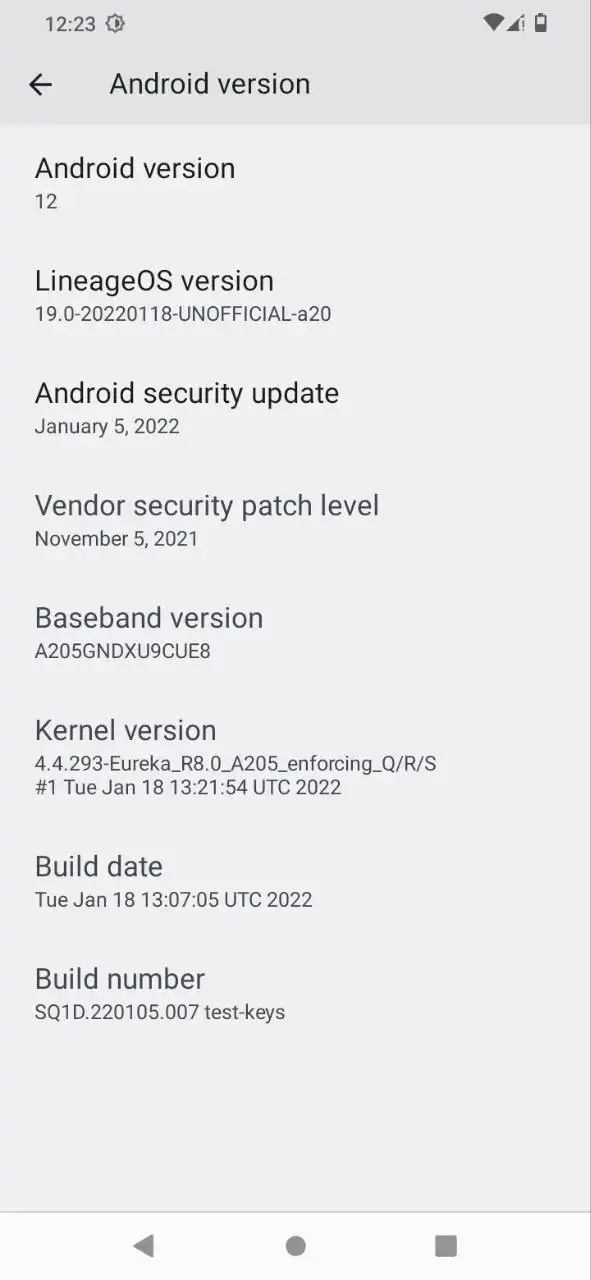 12:23
Android version
Android version
12
LineageOS version
19.0-20220118-UNOFFICIAL-a20
Android security update
January 5, 2022
Vendor security patch level
November 5, 2021
Baseband version
A205GNDXU9CUE8
Kernel version
4.4.293-Eureka_R8.0_A205_enforcing_Q/R/S
#1 Tue Jan 18 13:21:54 UTC 2022
Build date
Tue Jan 18 13:07:05 UTC 2022
Build number
SQ1D.220105.007 test-keys